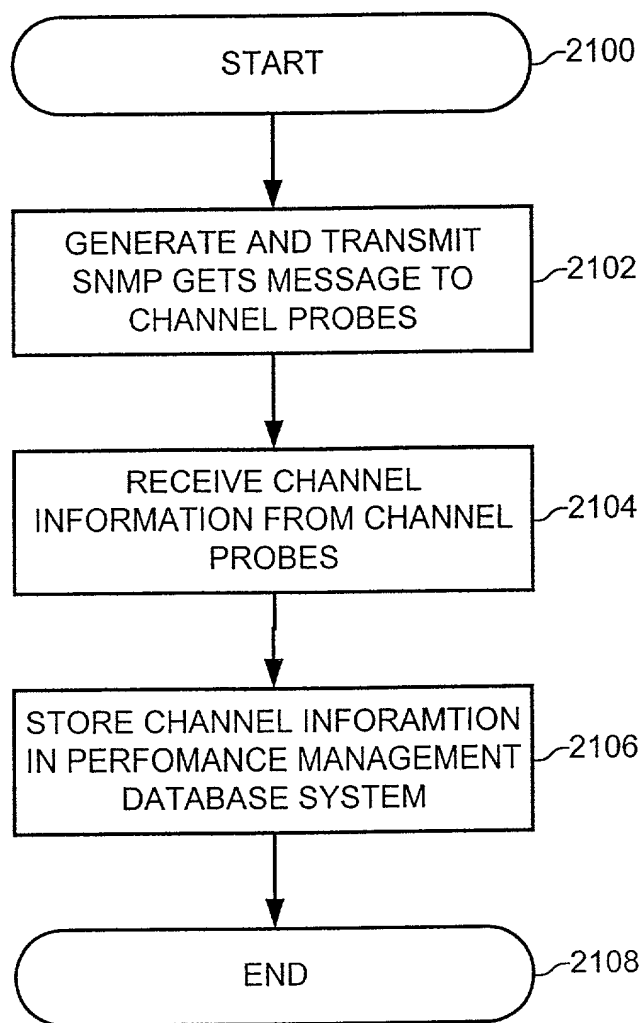 START
2100
GENERATE AND TRANSMIT
SNMP GETS MESSAGE TO
CHANNEL PROBES
2102
RECEIVE CHANNEL
INFORMATION FROM CHANNEL
PROBES
2104
STORE CHANNEL INFORAMTION
IN PERFOMANCE MANAGEMENT
DATABASE SYSTEM
2106
END
2108